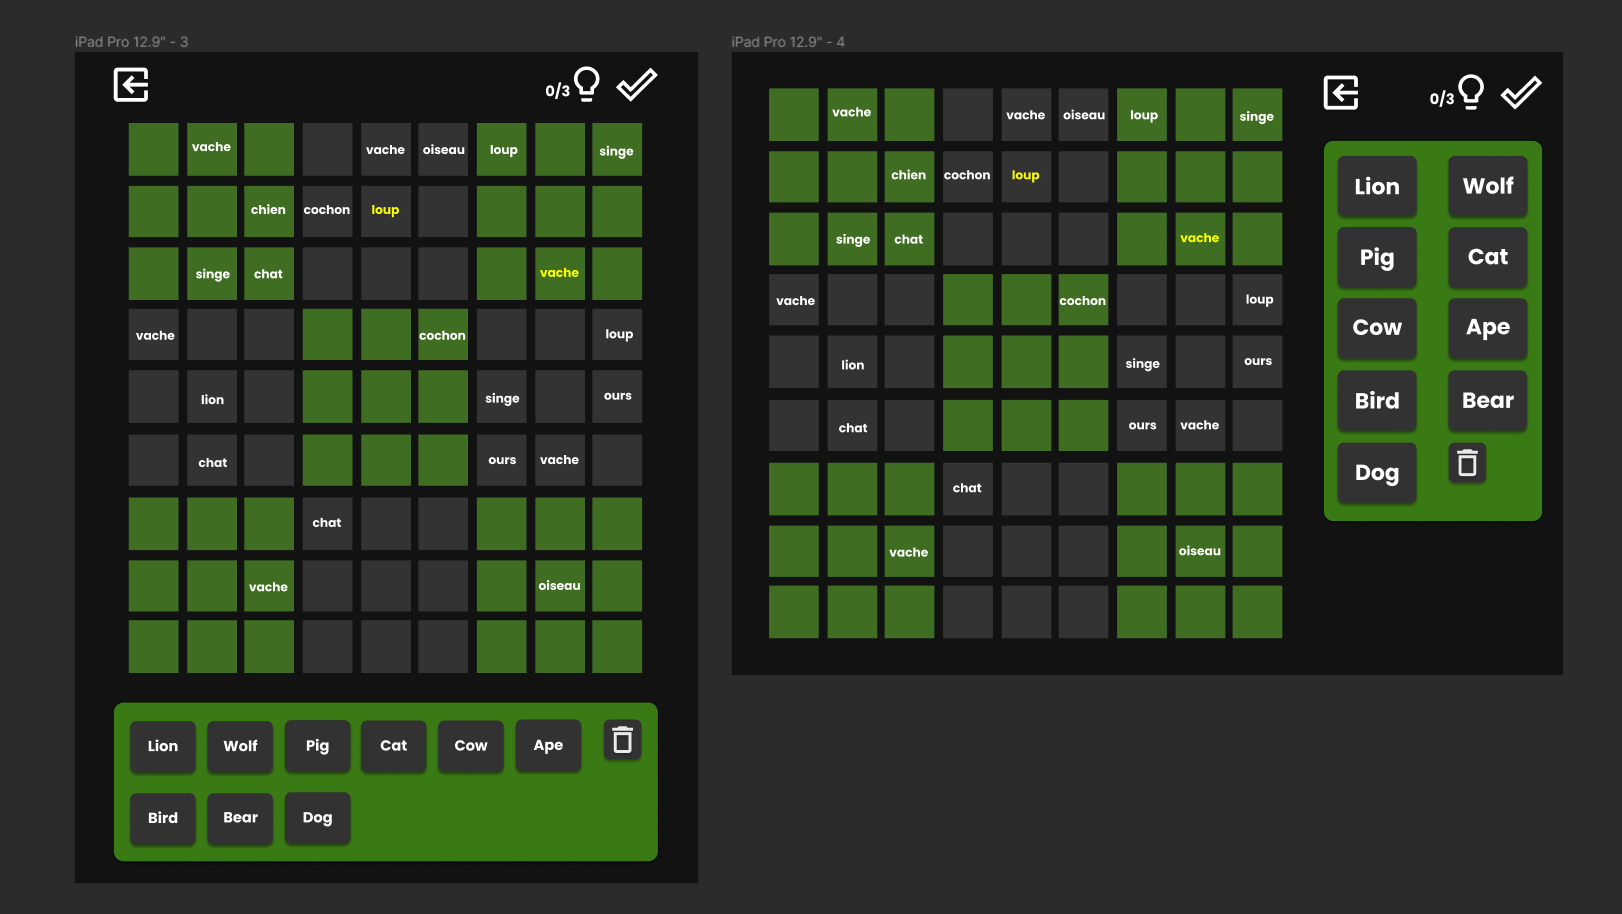 iPad Pro 12.9" - 3
0/3
vache vache oiseau loup singe
chien cochon loup
singe chat vache
vache cochon loup
lion singe ours
chat ours vache
chat
vache oiseau
Lion Wolf Pig Cat Cow Ape
Bird Bear Dog
iPad Pro 12.9" - 4
0/3
vache vache oiseau loup singe
chien cochon loup
singe chat vache
vache cochon loup
lion singe ours
chat ours vache
chat
vache oiseau
Lion Wolf
Pig Cat
Cow Ape
Bird Bear
Dog